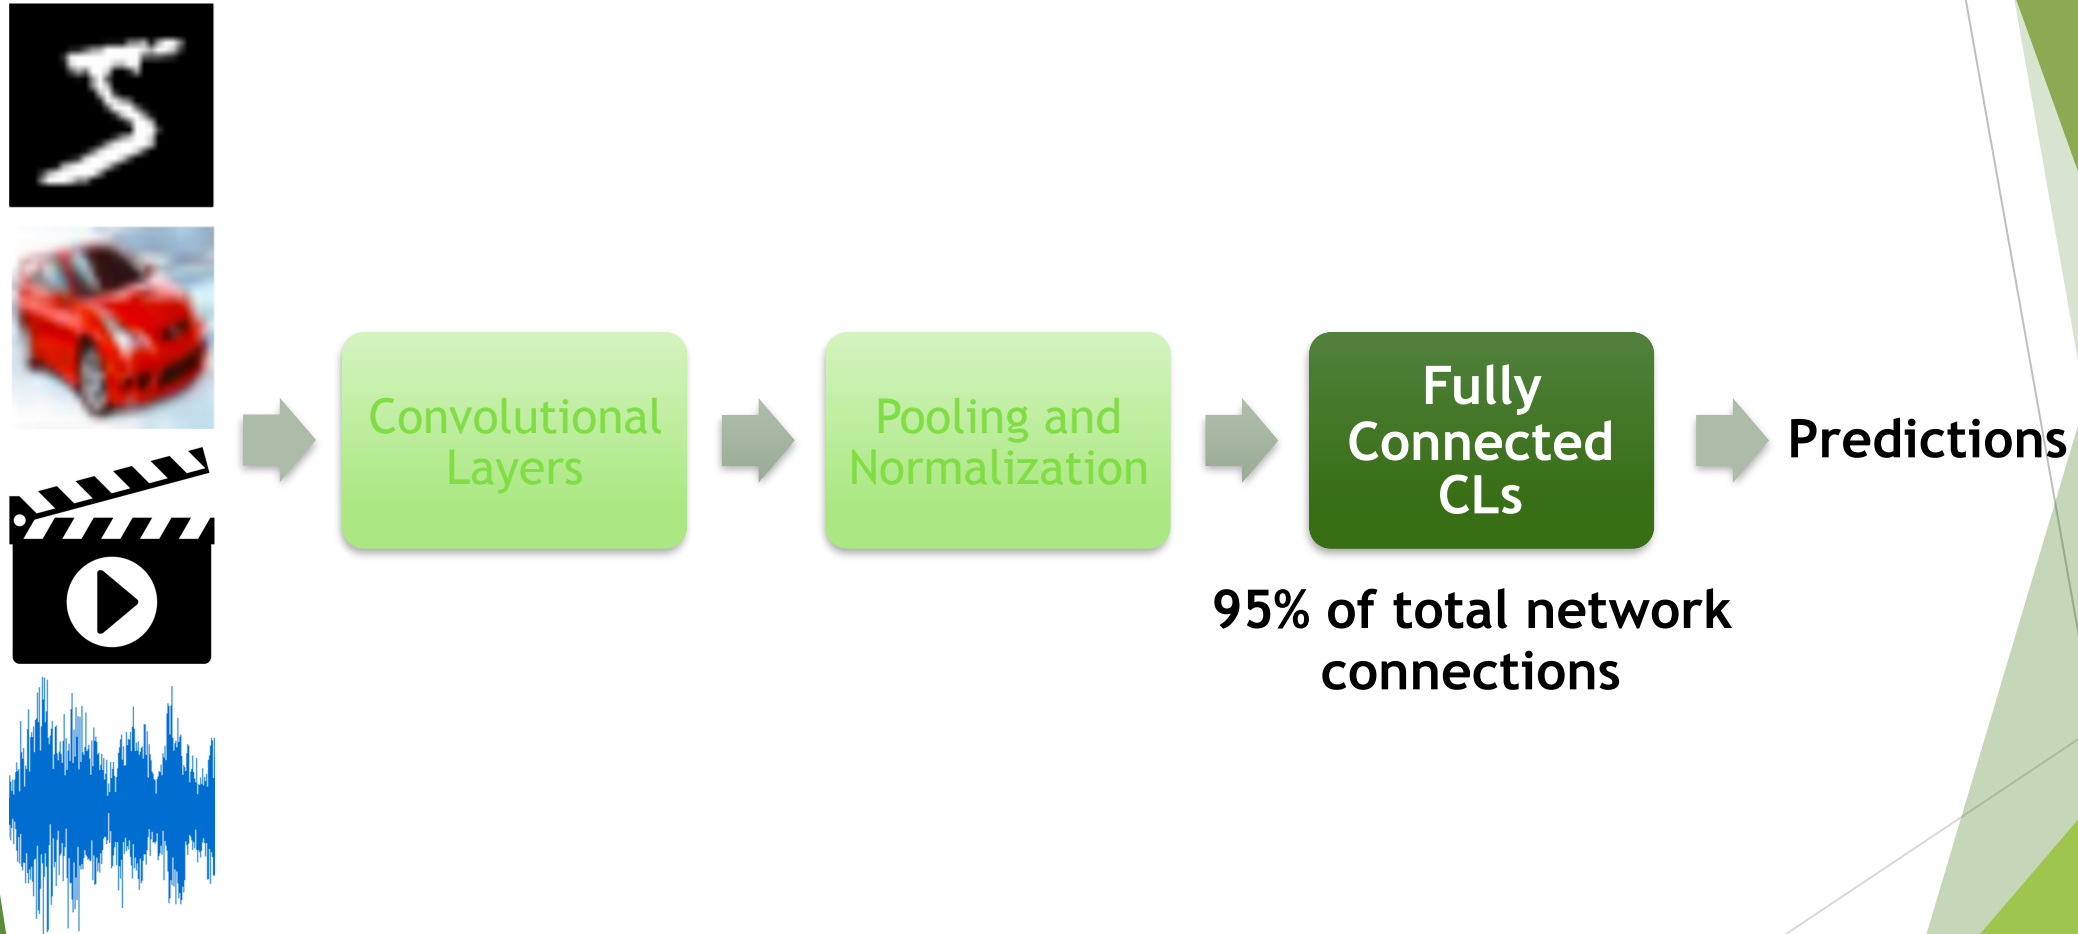 Convolutional
Layers
Pooling and
Normalization
Fully
Connected
CLs
Predictions
95% of total network
connections